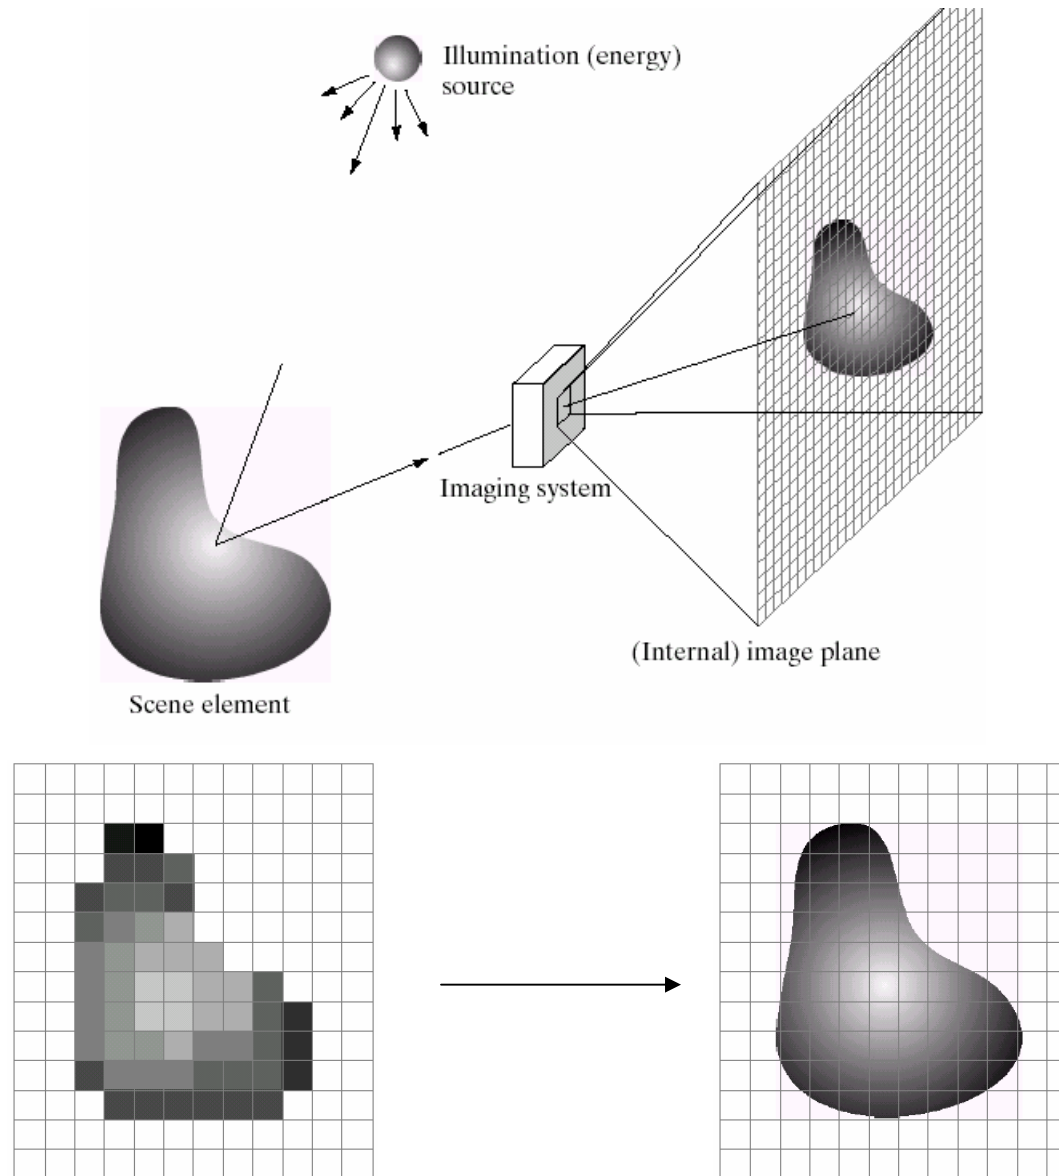 Illumination (energy)
source
Imaging system
(Internal) image plane
Scene element